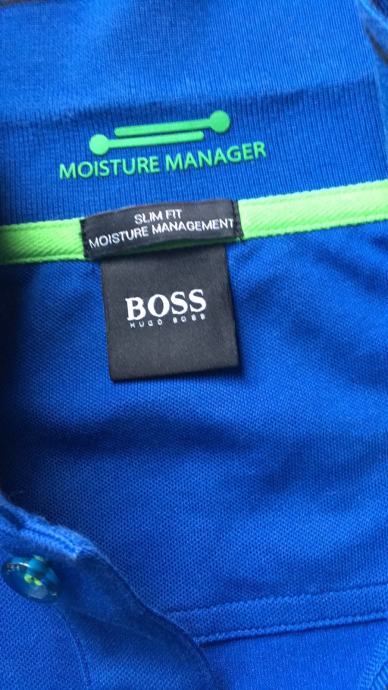 MOISTURE MANAGER
SLIM FIT
MOISTURE MANAGEMENT
BOSS
HUGO BOSS